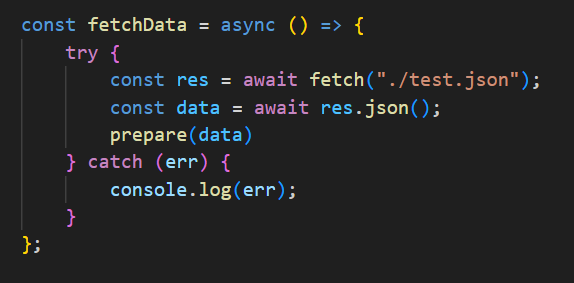 const fetchData = async () => {
    try {
        const res = await fetch("./test.json");
        const data = await res.json();
        prepare(data)
    } catch (err) {
        console.log(err);
    }
};